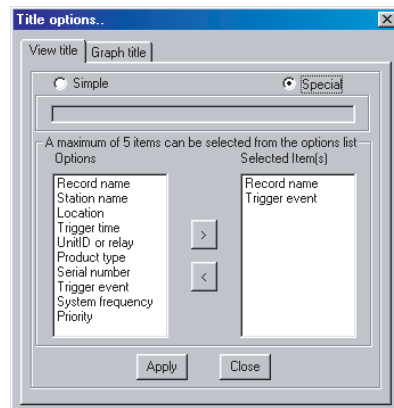 Title options..
View title
Graph title
Simple
Special
A maximum of 5 items can be selected from the options list
Options
Record name
Station name
Location
Trigger time
UnitID or relay
Product type
Serial number
Trigger event
System frequency
Priority
>
<
Selected Item(s)
Record name
Trigger event
Apply
Close